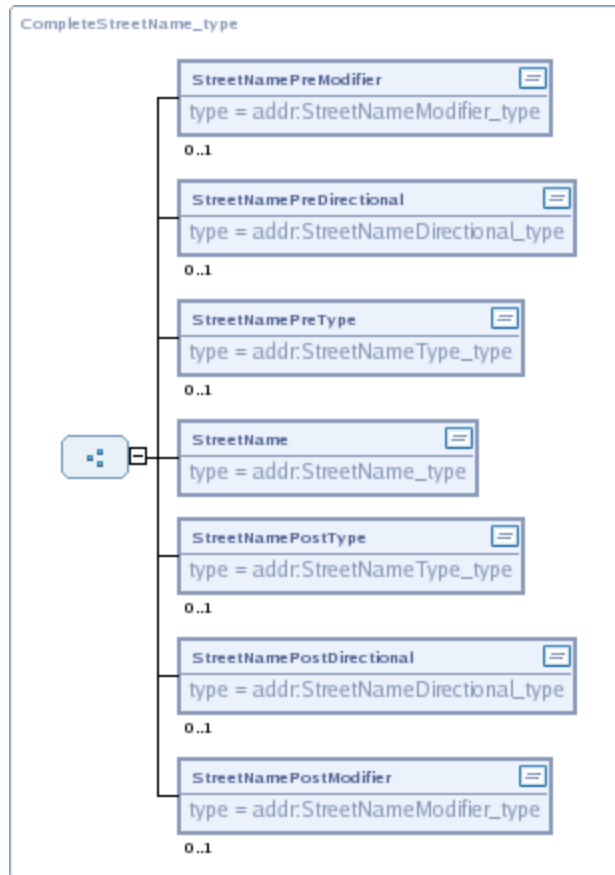 CompleteStreetName_type
StreetNamePreModifier
type = addr:StreetNameModifier_type
0..1
StreetNamePreDirectional
type = addr:StreetNameDirectional_type
0..1
StreetNamePreType
type = addr:StreetNameType_type
0..1
StreetName
type = addr:StreetName_type
StreetNamePostType
type = addr:StreetNameType_type
0..1
StreetNamePostDirectional
type = addr:StreetNameDirectional_type
0..1
StreetNamePostModifier
type = addr:StreetNameModifier_type
0..1